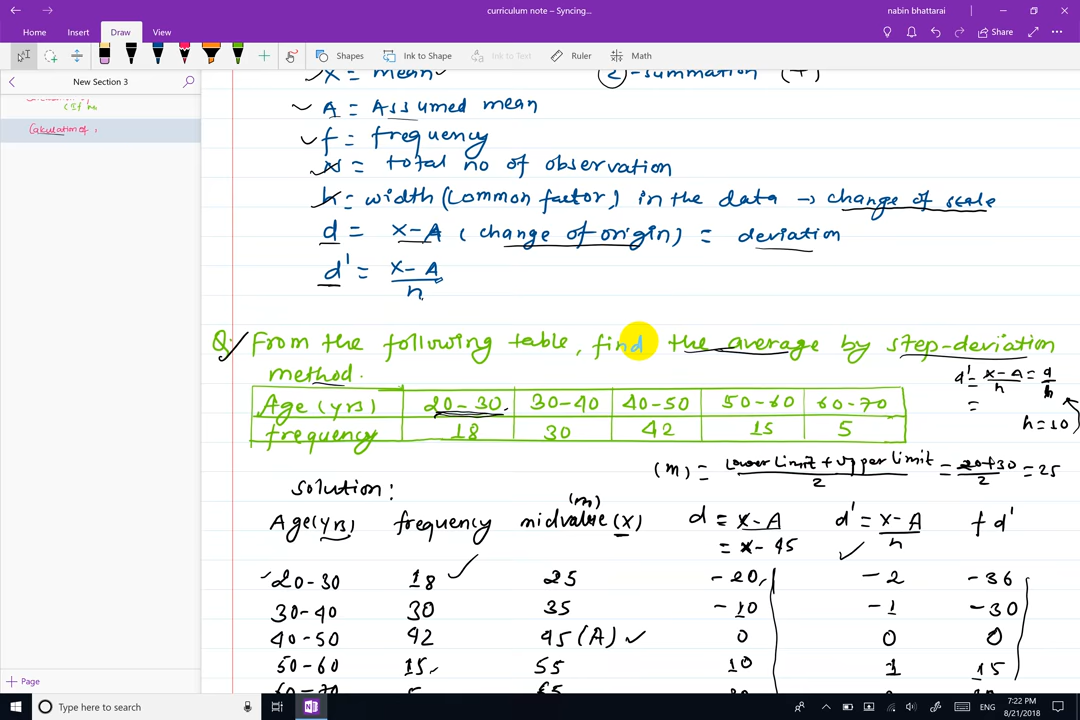 curriculum note - Syncing...
nabin bhattarai
Home Insert Draw View
Share
Shapes
Ink to Shape
Ink to Text
Ruler
Math
New Section 3
Calculation of
Page
X = mean (Σ) - summation (+)
A = Assumed mean
f = frequency
N = total no of observation
h = width (common factor) in the data → change of scale
d = X-A (change of origin) = deviation
d' = X-A / h
Q. From the following table, find the average by step-deviation
method.
d' = X-A / h = d / h
=
h=10
Age (yrs) 20-30 30-40 40-50 50-60 60-70
frequency 18 30 42 15 5
(m) = Lower limit + Upper limit / 2 = 20+30 / 2 = 25
Solution:
Age (yrs) frequency midvalue (m) (X) d = X-A d' = X-A / h f d'
= X-45
20-30 18 25 -20 -2 -36
30-40 30 35 -10 -1 -30
40-50 42 45 (A) 0 0 0
50-60 15 55 10 1 15
60-70 5 65
Type here to search
ENG
7:22 PM
8/21/2018